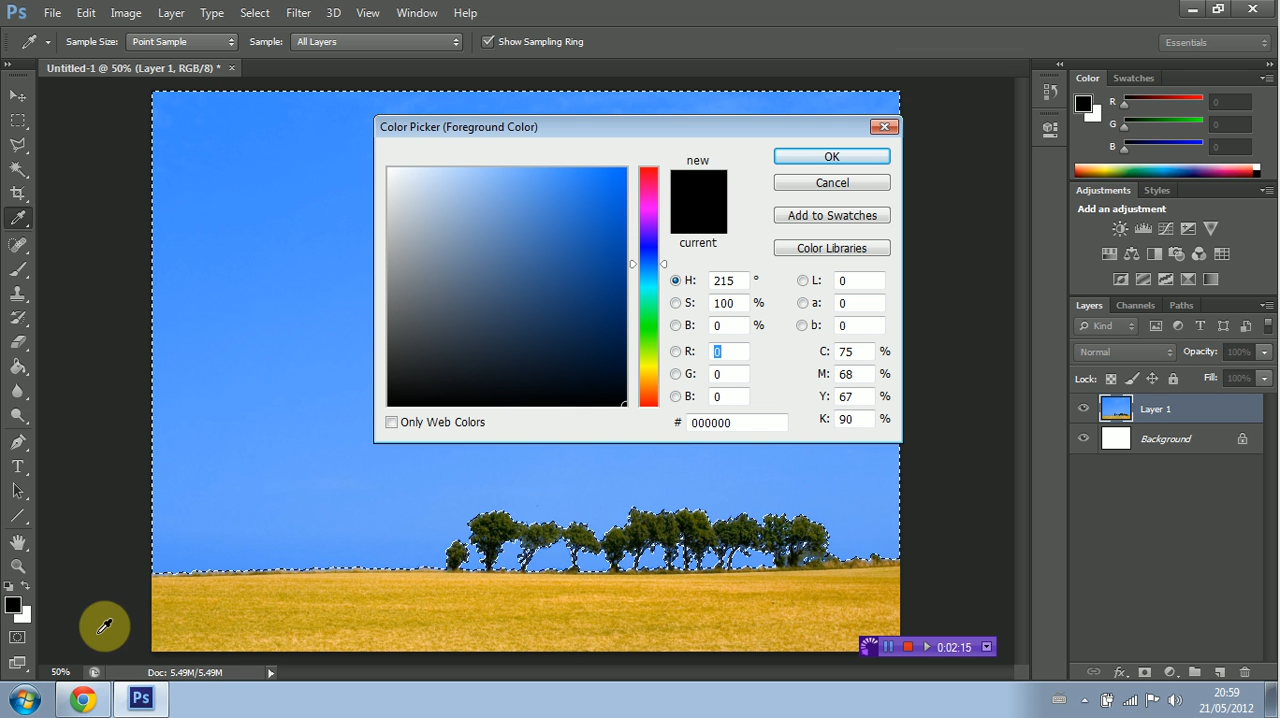 Ps File Edit Image Layer Type Select Filter 3D View Window Help
Sample Size: Point Sample Sample: All Layers Show Sampling Ring Essentials
Untitled-1 @ 50% (Layer 1, RGB/8) * ×
Color Picker (Foreground Color)
new
current
OK
Cancel
Add to Swatches
Color Libraries
H: 215 °
S: 100 %
B: 0 %
R: 0
G: 0
B: 0
# 000000
L: 0
a: 0
b: 0
C: 75 %
M: 68 %
Y: 67 %
K: 90 %
Only Web Colors
Color Swatches
R 0
G 0
B 0
Adjustments Styles
Add an adjustment
Layers Channels Paths
Kind
Normal Opacity: 100%
Lock: Fill: 100%
Layer 1
Background
0:02:15
50% Doc: 5.49M/5.49M
Ps
20:59
21/05/2012